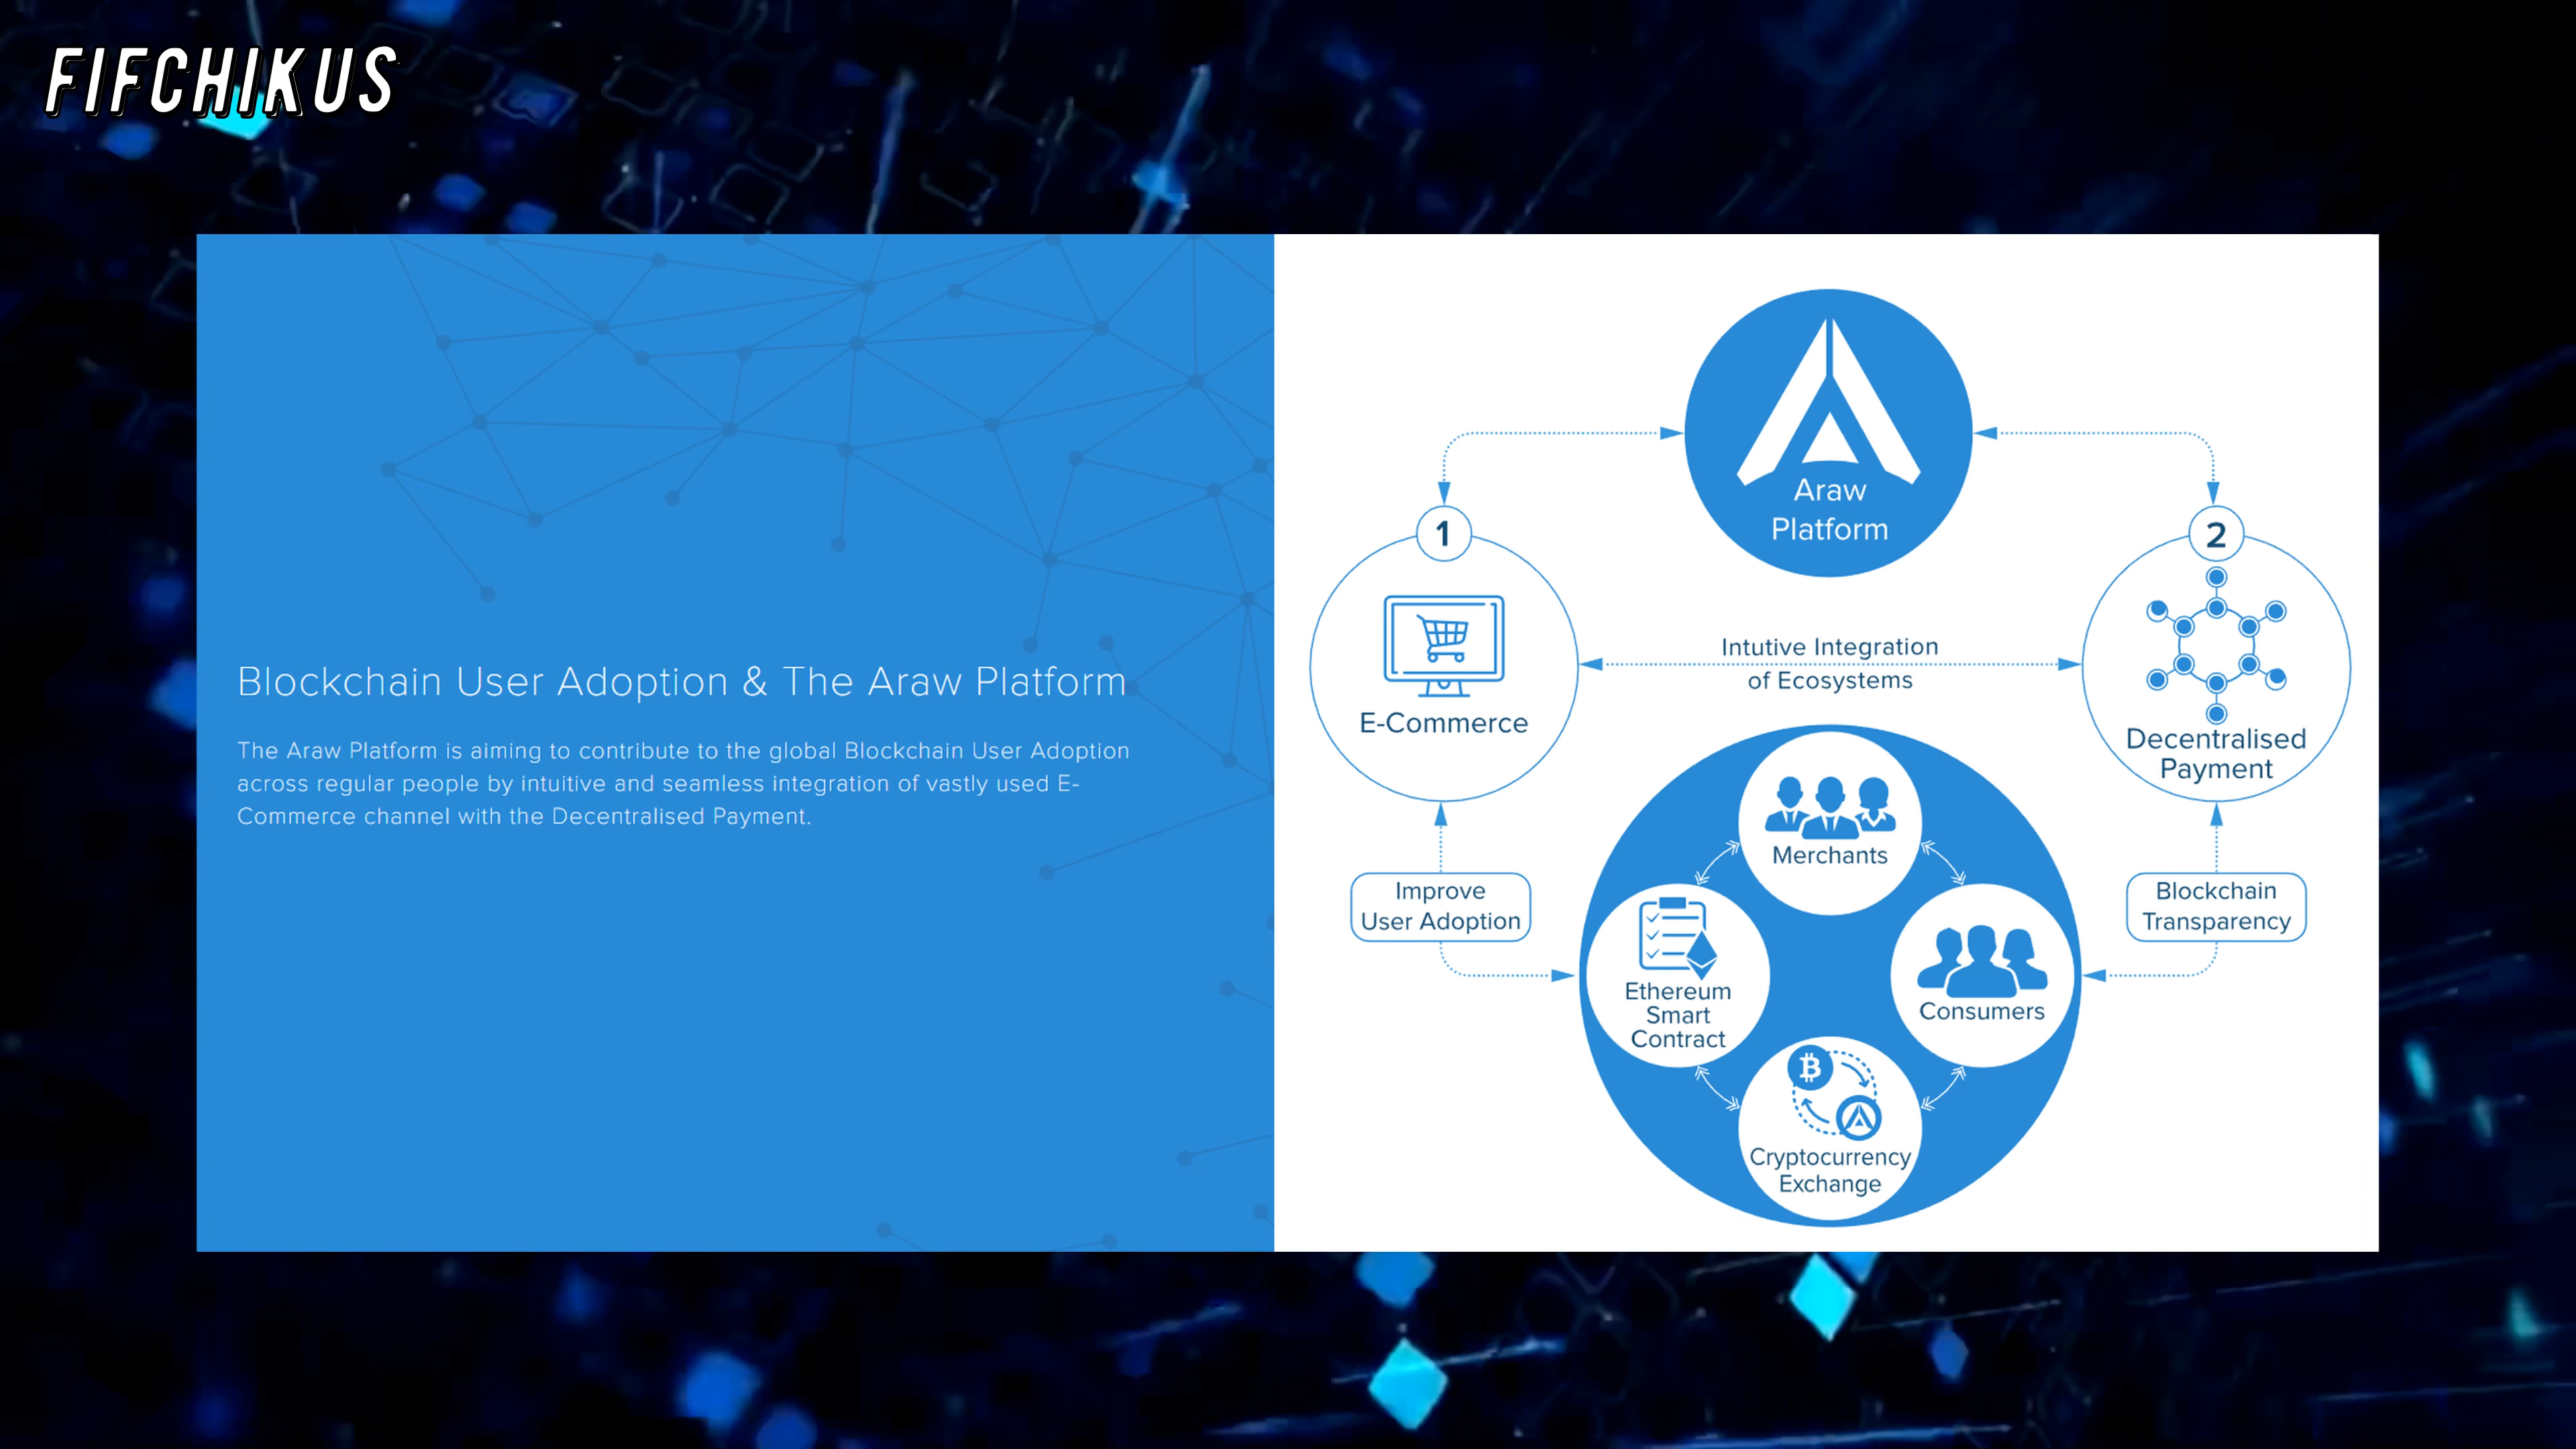 FIFCHIKUS
Blockchain User Adoption & The Araw Platform
The Araw Platform is aiming to contribute to the global Blockchain User Adoption
across regular people by intuitive and seamless integration of vastly used E-
Commerce channel with the Decentralised Payment.
Araw
Platform
1
E-Commerce
Intutive Integration
of Ecosystems
2
Decentralised
Payment
Improve
User Adoption
Blockchain
Transparency
Merchants
Ethereum
Smart
Contract
Consumers
Cryptocurrency
Exchange